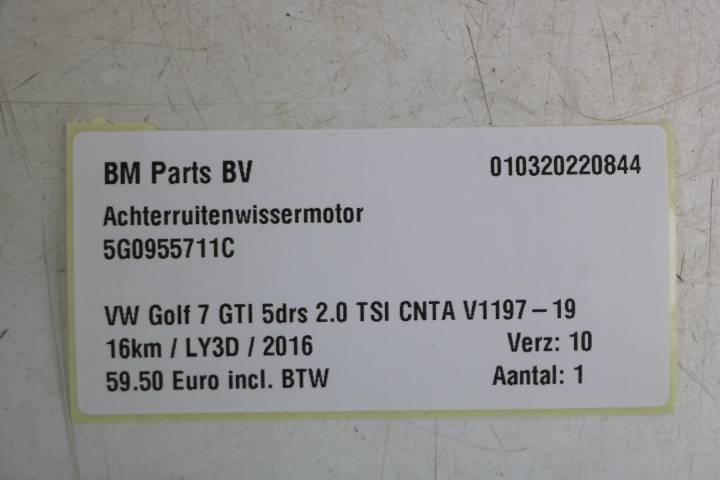 BM Parts BV 010320220844
Achterruitenwissermotor
5G0955711C
VW Golf 7 GTI 5drs 2.0 TSI CNTA V1197-19
16km / LY3D / 2016 Verz: 10
59.50 Euro incl. BTW Aantal: 1